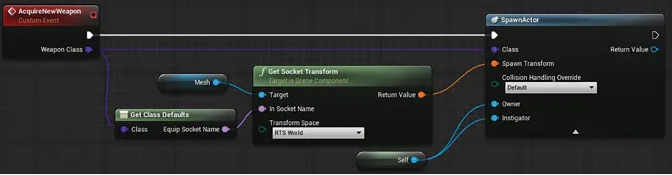 AcquireNewWeapon
Custom Event
Weapon Class
Mesh
Get Class Defaults
Class
Equip Socket Name
Get Socket Transform
Target is Scene Component
Target
Return Value
In Socket Name
Transform Space
RTS World
Self
SpawnActor
Class
Return Value
Spawn Transform
Collision Handling Override
Default
Owner
Instigator